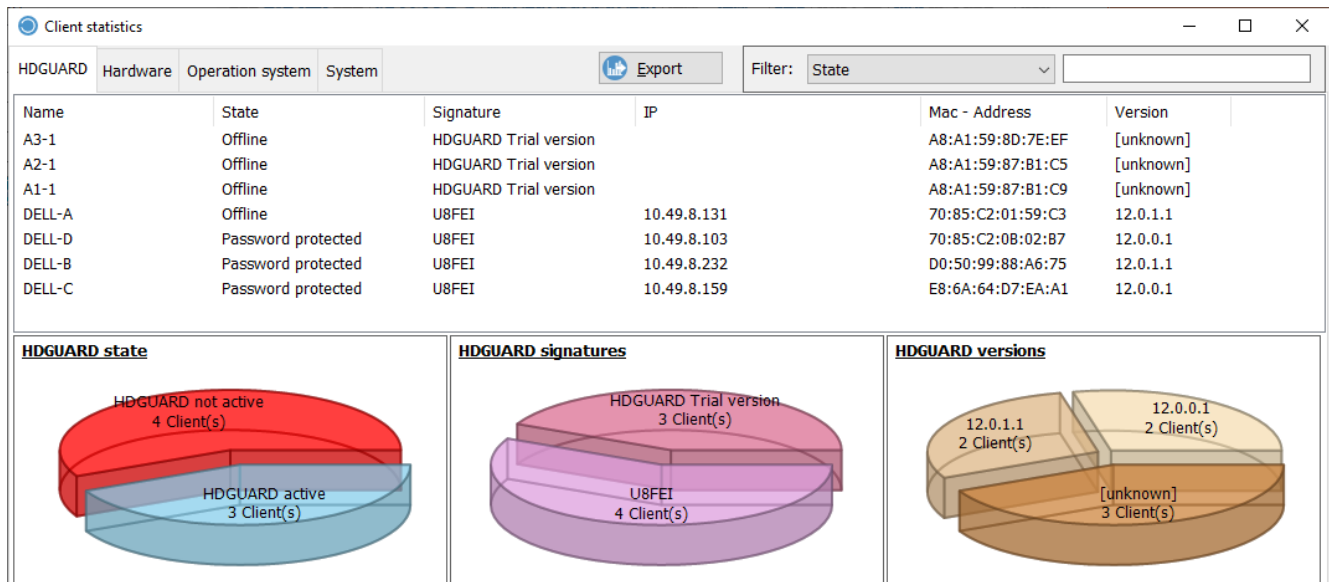 Client statistics
HDGUARD Hardware Operation system System Export Filter: State
Name State Signature IP Mac - Address Version
A3-1 Offline HDGUARD Trial version A8:A1:59:8D:7E:EF [unknown]
A2-1 Offline HDGUARD Trial version A8:A1:59:87:B1:C5 [unknown]
A1-1 Offline HDGUARD Trial version A8:A1:59:87:B1:C9 [unknown]
DELL-A Offline U8FEI 10.49.8.131 70:85:C2:01:59:C3 12.0.1.1
DELL-D Password protected U8FEI 10.49.8.103 70:85:C2:0B:02:B7 12.0.0.1
DELL-B Password protected U8FEI 10.49.8.232 D0:50:99:88:A6:75 12.0.1.1
DELL-C Password protected U8FEI 10.49.8.159 E8:6A:64:D7:EA:A1 12.0.0.1
HDGUARD state
HDGUARD not active
4 Client(s)
HDGUARD active
3 Client(s)
HDGUARD signatures
HDGUARD Trial version
3 Client(s)
U8FEI
4 Client(s)
HDGUARD versions
12.0.1.1
2 Client(s)
12.0.0.1
2 Client(s)
[unknown]
3 Client(s)